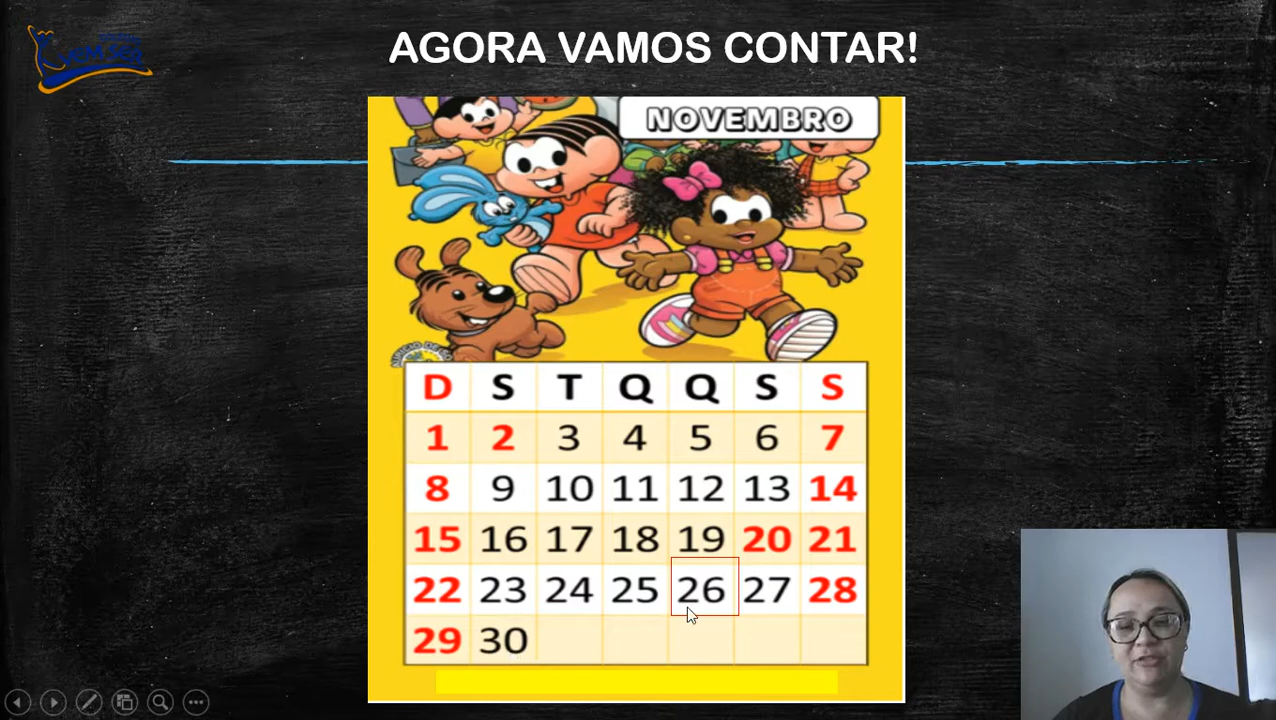 AGORA VAMOS CONTAR!
NOVEMBRO
D S T Q Q S S
1 2 3 4 5 6 7
8 9 10 11 12 13 14
15 16 17 18 19 20 21
22 23 24 25 26 27 28
29 30